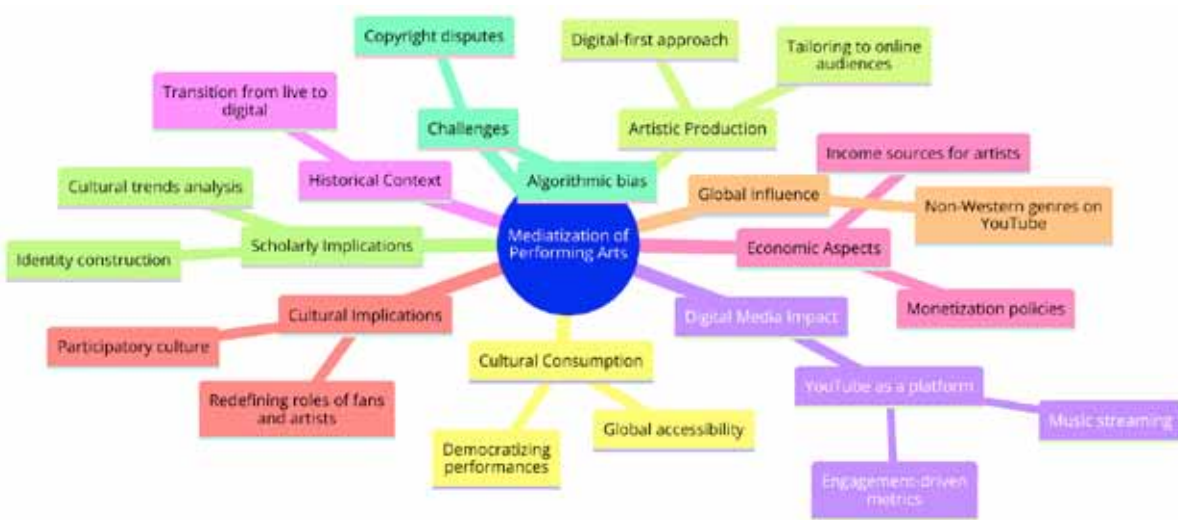 Copyright disputes
Digital-first approach
Tailoring to online
audiences
Transition from live to
digital
Challenges
Artistic Production
Income sources for artists
Cultural trends analysis
Historical Context
Algorithmic bias
Global influence
Non-Western genres on
YouTube
Mediatization of
Performing Arts
Identity construction
Scholarly Implications
Economic Aspects
Cultural Implications
Digital Media Impact
Monetization policies
Participatory culture
Cultural Consumption
YouTube as a platform
Redefining roles of fans
and artists
Global accessibility
Music streaming
Democratizing
performances
Engagement-driven
metrics